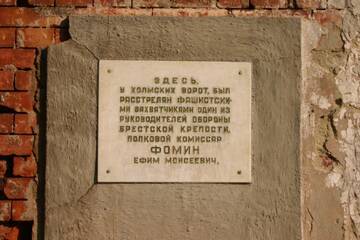 ЗДЕСЬ,
У ХОЛМСКИХ ВОРОТ, БЫЛ
РАССТРЕЛЯН ФАШИСТСКИ-
МИ ЗАХВАТЧИКАМИ ОДИН ИЗ
РУКОВОДИТЕЛЕЙ ОБОРОНЫ
БРЕСТСКОЙ КРЕПОСТИ,
ПОЛКОВОЙ КОМИССАР
ФОМИН
ЕФИМ МОИСЕЕВИЧ.